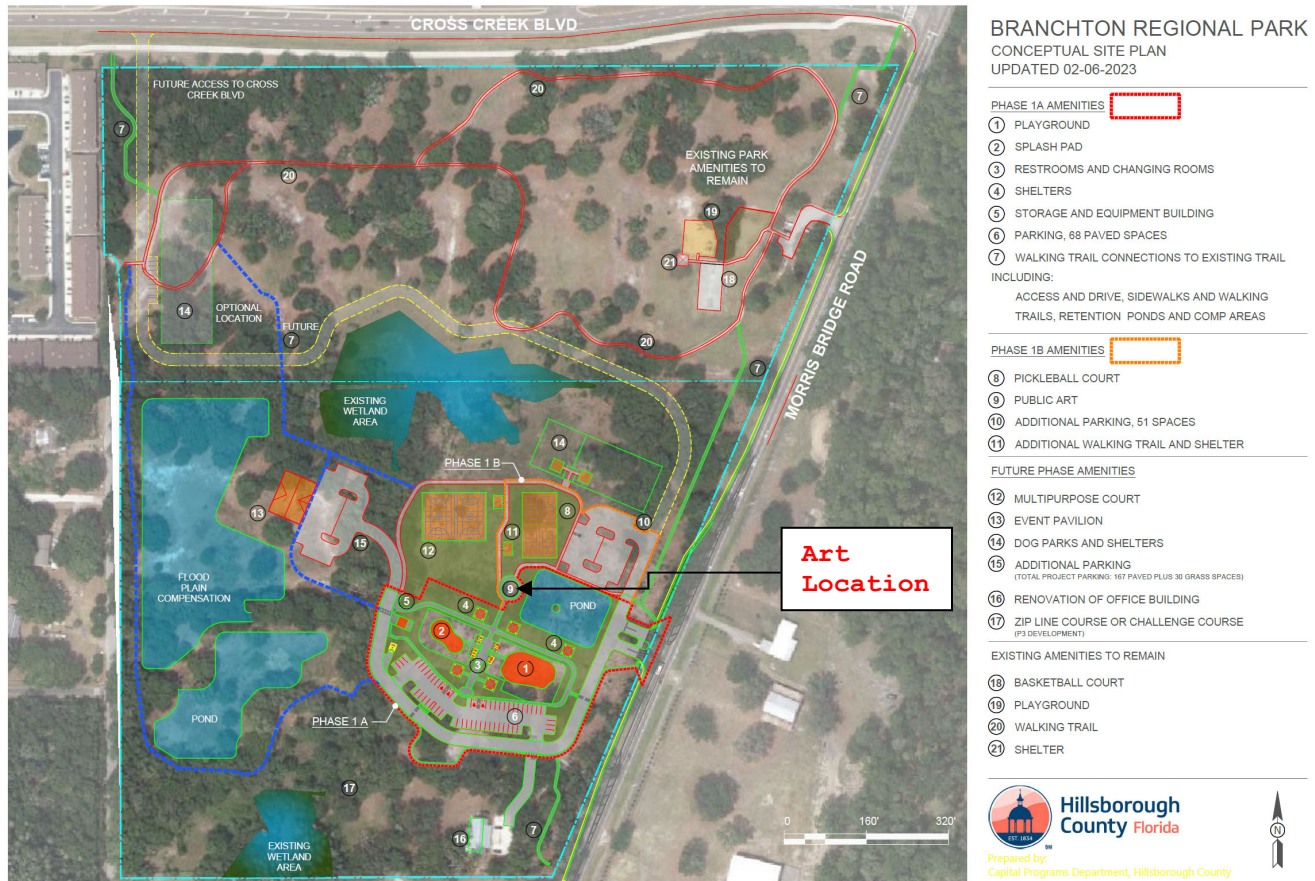 CROSS CREEK BLVD
FUTURE ACCESS TO CROSS
CREEK BLVD
7
20
7
20
EXISTING PARK
AMENITIES TO
REMAIN
19
21
18
14
OPTIONAL
LOCATION
FUTURE
7
20
7
MORRIS BRIDGE ROAD
EXISTING
WETLAND
AREA
14
PHASE 1 B
13
8
10
11
12
15
9
Art
Location
FLOOD
PLAIN
COMPENSATION
POND
5
4
2
4
3
1
6
POND
PHASE 1 A
17
16
7
EXISTING
WETLAND
AREA
0 160' 320'
BRANCHTON REGIONAL PARK
CONCEPTUAL SITE PLAN
UPDATED 02-06-2023
PHASE 1A AMENITIES
1 PLAYGROUND
2 SPLASH PAD
3 RESTROOMS AND CHANGING ROOMS
4 SHELTERS
5 STORAGE AND EQUIPMENT BUILDING
6 PARKING, 68 PAVED SPACES
7 WALKING TRAIL CONNECTIONS TO EXISTING TRAIL
INCLUDING:
ACCESS AND DRIVE, SIDEWALKS AND WALKING
TRAILS, RETENTION PONDS AND COMP AREAS
PHASE 1B AMENITIES
8 PICKLEBALL COURT
9 PUBLIC ART
10 ADDITIONAL PARKING, 51 SPACES
11 ADDITIONAL WALKING TRAIL AND SHELTER
FUTURE PHASE AMENITIES
12 MULTIPURPOSE COURT
13 EVENT PAVILION
14 DOG PARKS AND SHELTERS
15 ADDITIONAL PARKING
(TOTAL PROJECT PARKING: 167 PAVED PLUS 30 GRASS SPACES)
16 RENOVATION OF OFFICE BUILDING
17 ZIP LINE COURSE OR CHALLENGE COURSE
(P3 DEVELOPMENT)
EXISTING AMENITIES TO REMAIN
18 BASKETBALL COURT
19 PLAYGROUND
20 WALKING TRAIL
21 SHELTER
EST. 1834
SM
Hillsborough
County Florida
N
Prepared by:
Capital Programs Department, Hillsborough County